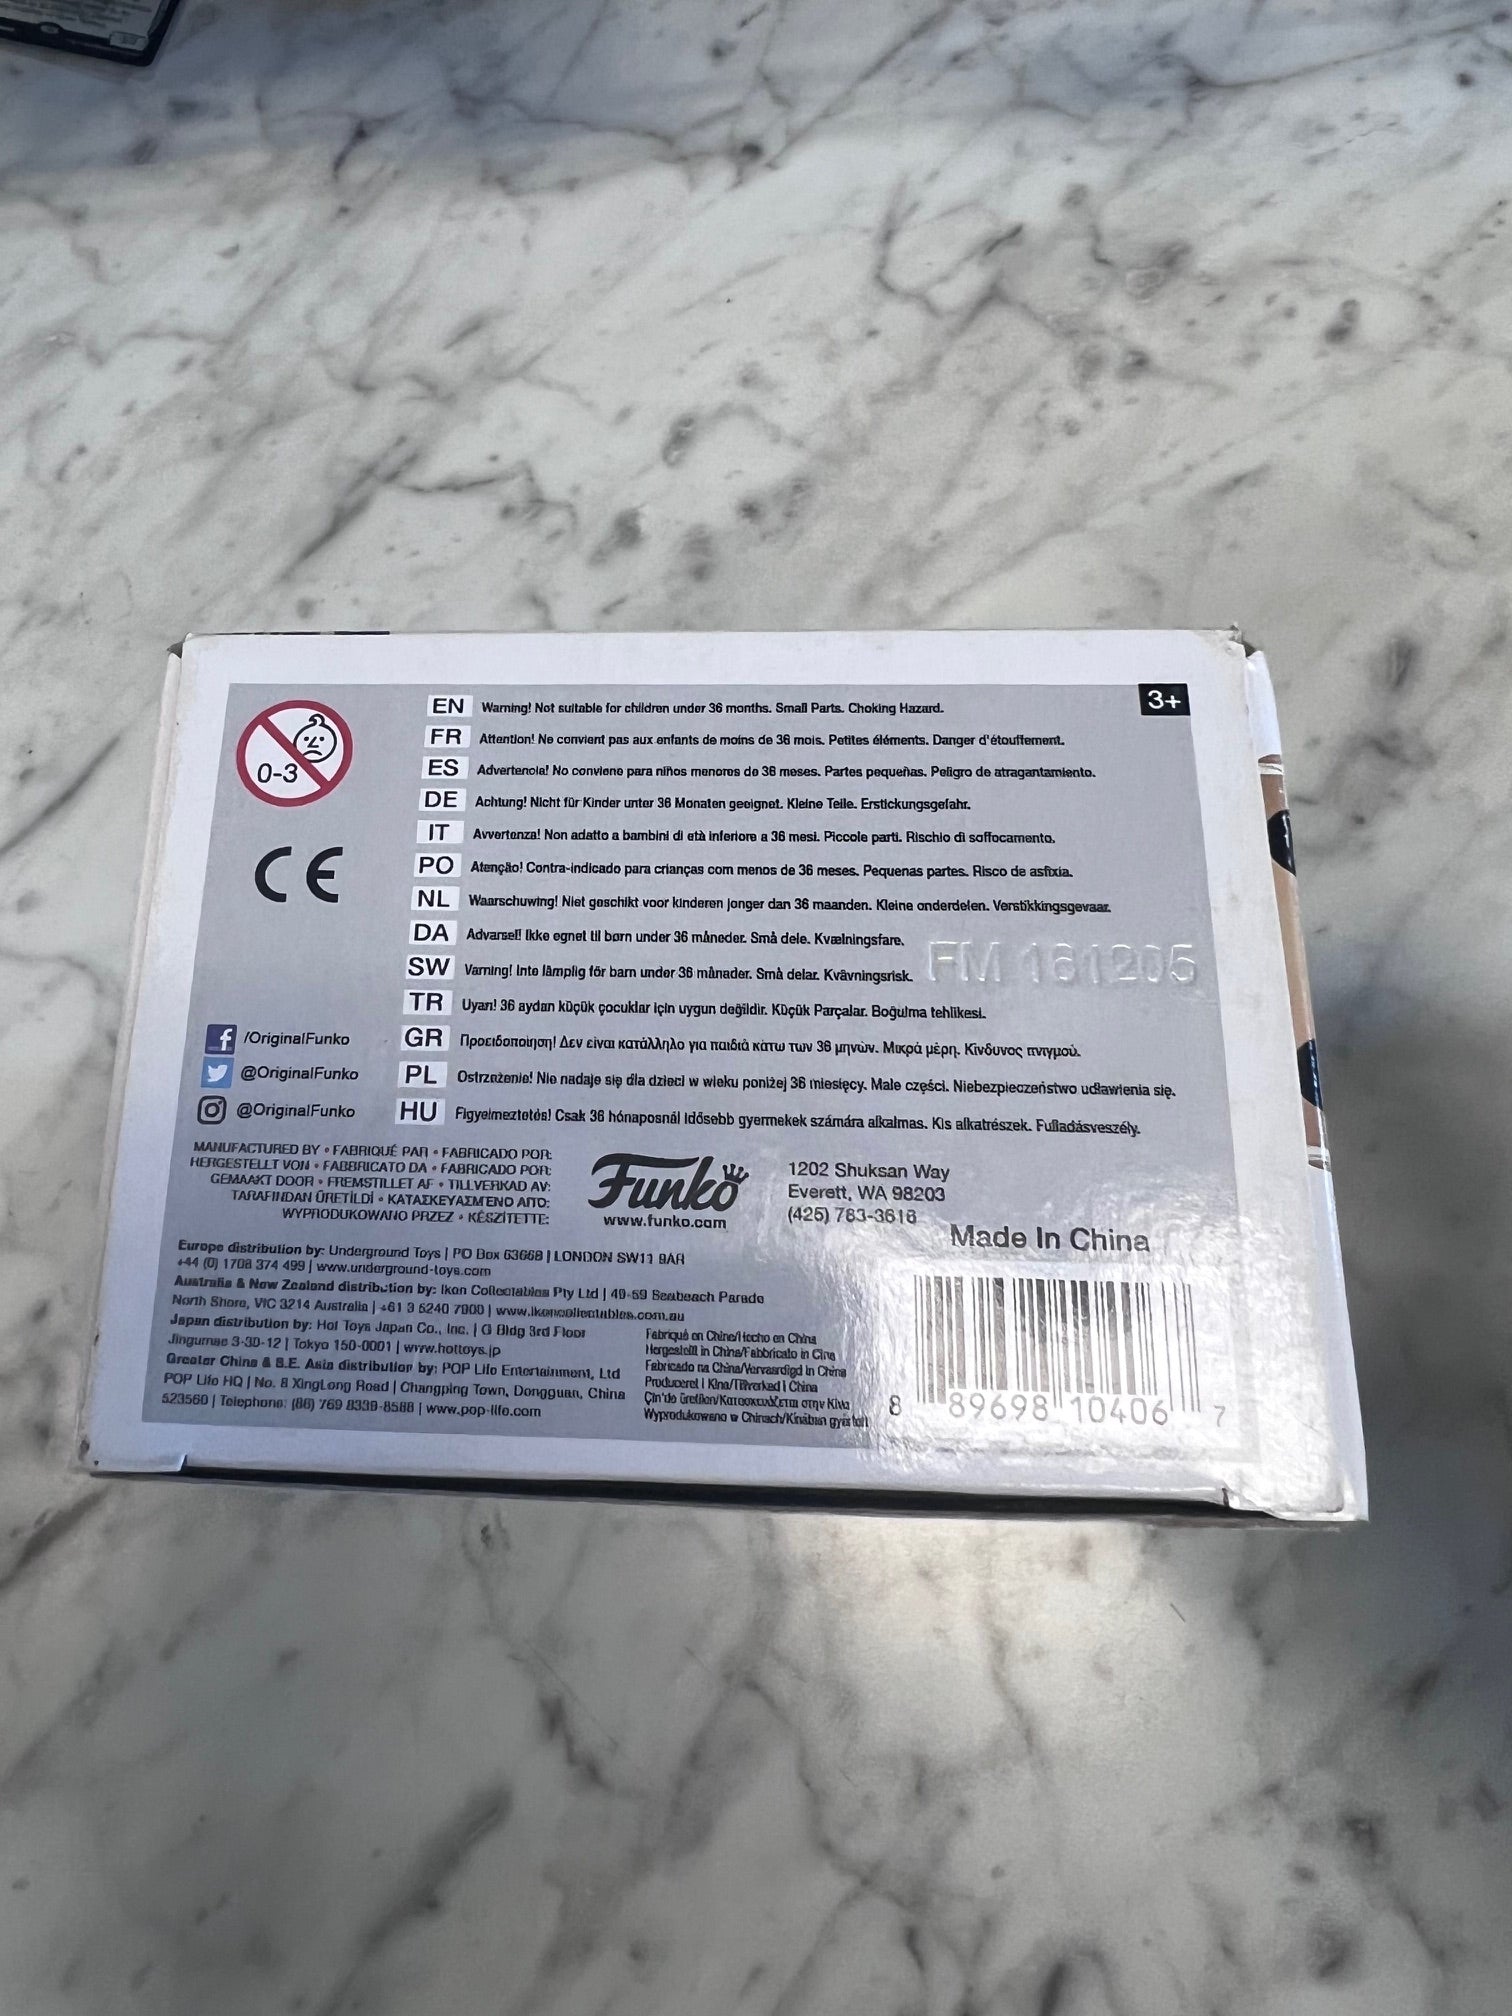 3+
0-3
EN Warning! Not suitable for children under 36 months. Small Parts. Choking Hazard.
FR Attention! Ne convient pas aux enfants de moins de 36 mois. Petites éléments. Danger d'étouffement.
ES Advertencia! No conviene para niños menores de 36 meses. Partes pequeñas. Peligro de atragantamiento.
DE Achtung! Nicht für Kinder unter 36 Monaten geeignet. Kleine Teile. Erstickungsgefahr.
IT Avvertenza! Non adatto a bambini di età inferiore a 36 mesi. Piccole parti. Rischio di soffocamento.
PO Atenção! Contra-indicado para crianças com menos de 36 meses. Pequenas partes. Risco de asfixia.
NL Waarschuwing! Niet geschikt voor kinderen jonger dan 36 maanden. Kleine onderdelen. Verstikkingsgevaar.
DA Advarsel! Ikke egnet til børn under 36 måneder. Små dele. Kvælningsfare.
SW Varning! Inte lämplig för barn under 36 månader. Små delar. Kvävningsrisk.
FM 161205
TR Uyarı! 36 aydan küçük çocuklar için uygun değildir. Küçük Parçalar. Boğulma tehlikesi.
GR Προειδοποιηση! Δεν είναι κατάλληλο για παιδιά κάτω των 36 μηνών. Μικρά μέρη. Κίνδυνος πνιγμού.
PL Ostrzeżenie! Nie nadaje się dla dzieci w wieku poniżej 36 miesięcy. Małe części. Niebezpieczeństwo udławienia się.
HU Figyelmeztetés! Csak 36 hónaposnál idősebb gyermekek számára alkalmas. Kis alkatrészek. Fulladásveszély.
CE
/OriginalFunko
@OriginalFunko
@OriginalFunko
MANUFACTURED BY • FABRIQUÉ PAR • FABRICADO POR:
HERGESTELLT VON • FABBRICATO DA • FABRICADO POR:
GEMAAKT DOOR • FREMSTILLET AF • TILLVERKAD AV:
TARAFINDAN ÜRETİLDİ • ΚΑΤΑΣΚΕΥΑΣΜΕΝΟ ΑΠΟ:
WYPRODUKOWANO PRZEZ • KÉSZÍTETTE:
Funko
www.funko.com
1202 Shuksan Way
Everett, WA 98203
(425) 783-3616
Made In China
Europe distribution by: Underground Toys | PO Box 63668 | LONDON SW11 9AR
+44 (0) 1708 374 499 | www.underground-toys.com
Australia & New Zealand distribution by: Ikon Collectables Pty Ltd | 49-59 Seabeach Parade
North Shore, VIC 3214 Australia | +61 3 5240 7900 | www.ikoncollectables.com.au
Japan distribution by: Hot Toys Japan Co., Inc. | G Bldg 3rd Floor
Jingumae 3-30-12 | Tokyo 150-0001 | www.hottoys.jp
Greater China & S.E. Asia distribution by: POP Life Entertainment, Ltd
POP Life HQ | No. 8 XingLong Road | Changping Town, Dongguan, China
523560 | Telephone: (86) 769 8339-8588 | www.pop-life.com
Fabriqué en Chine/Hecho en China
Hergestellt in China/Fabbricato in Cina
Fabricado na China/Vervaardigd in China
Produceret i Kina/Tillverkad i China
Çin'de üretilen/Κατασκευάζεται στην Κίνα
Wyprodukowano w Chinach/Kínában gyártott
8 89698 10406 7